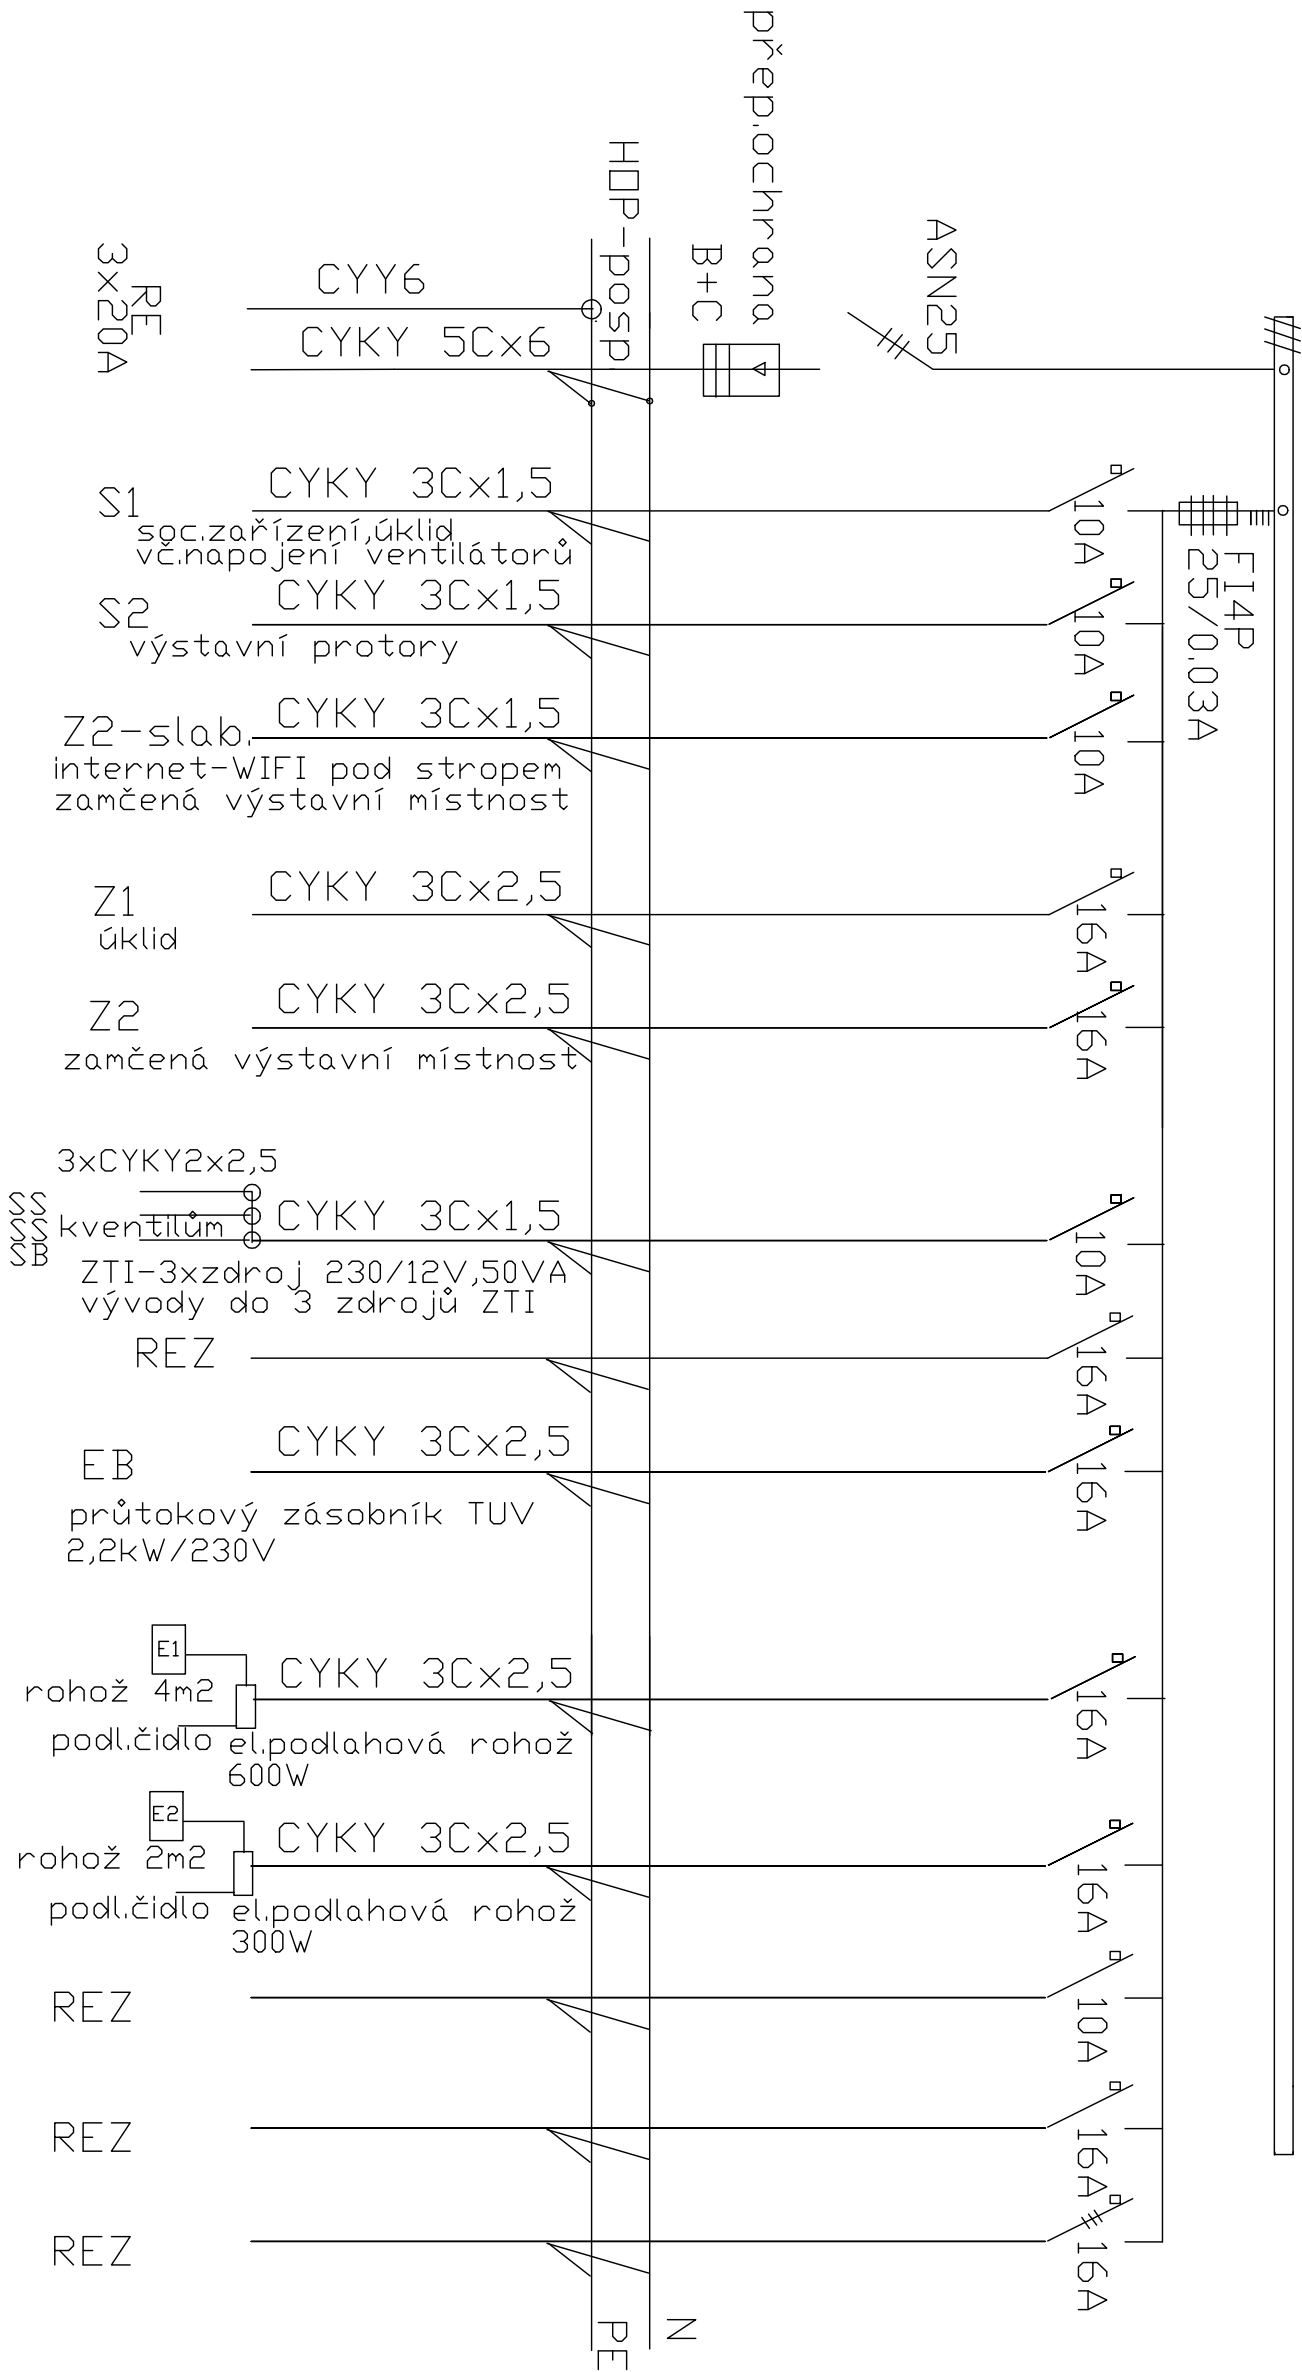 přep.ochrana
B+C
HOP-posp
ASN25
RE
3x20A
CYY6
CYKY 5Cx6
FI4P
25/0.03A
S1
CYKY 3Cx1,5
10A
soc.zařízení,úklid
vč.napojení ventilátorů
S2
CYKY 3Cx1,5
10A
výstavní protory
Z2-slab.
CYKY 3Cx1,5
10A
internet-WIFI pod stropem
zamčená výstavní místnost
Z1
CYKY 3Cx2,5
16A
úklid
Z2
CYKY 3Cx2,5
16A
zamčená výstavní místnost
3xCYKY2x2,5
SS
SS
SB
kventilům
CYKY 3Cx1,5
10A
ZTI-3xzdroj 230/12V,50VA
vývody do 3 zdrojů ZTI
REZ
16A
EB
CYKY 3Cx2,5
16A
průtokový zásobník TUV
2,2kW/230V
E1
rohož 4m2
podl.čidlo
CYKY 3Cx2,5
16A
el.podlahová rohož
600W
E2
rohož 2m2
podl.čidlo
CYKY 3Cx2,5
16A
el.podlahová rohož
300W
REZ
10A
REZ
16A
REZ
16A
PE
N